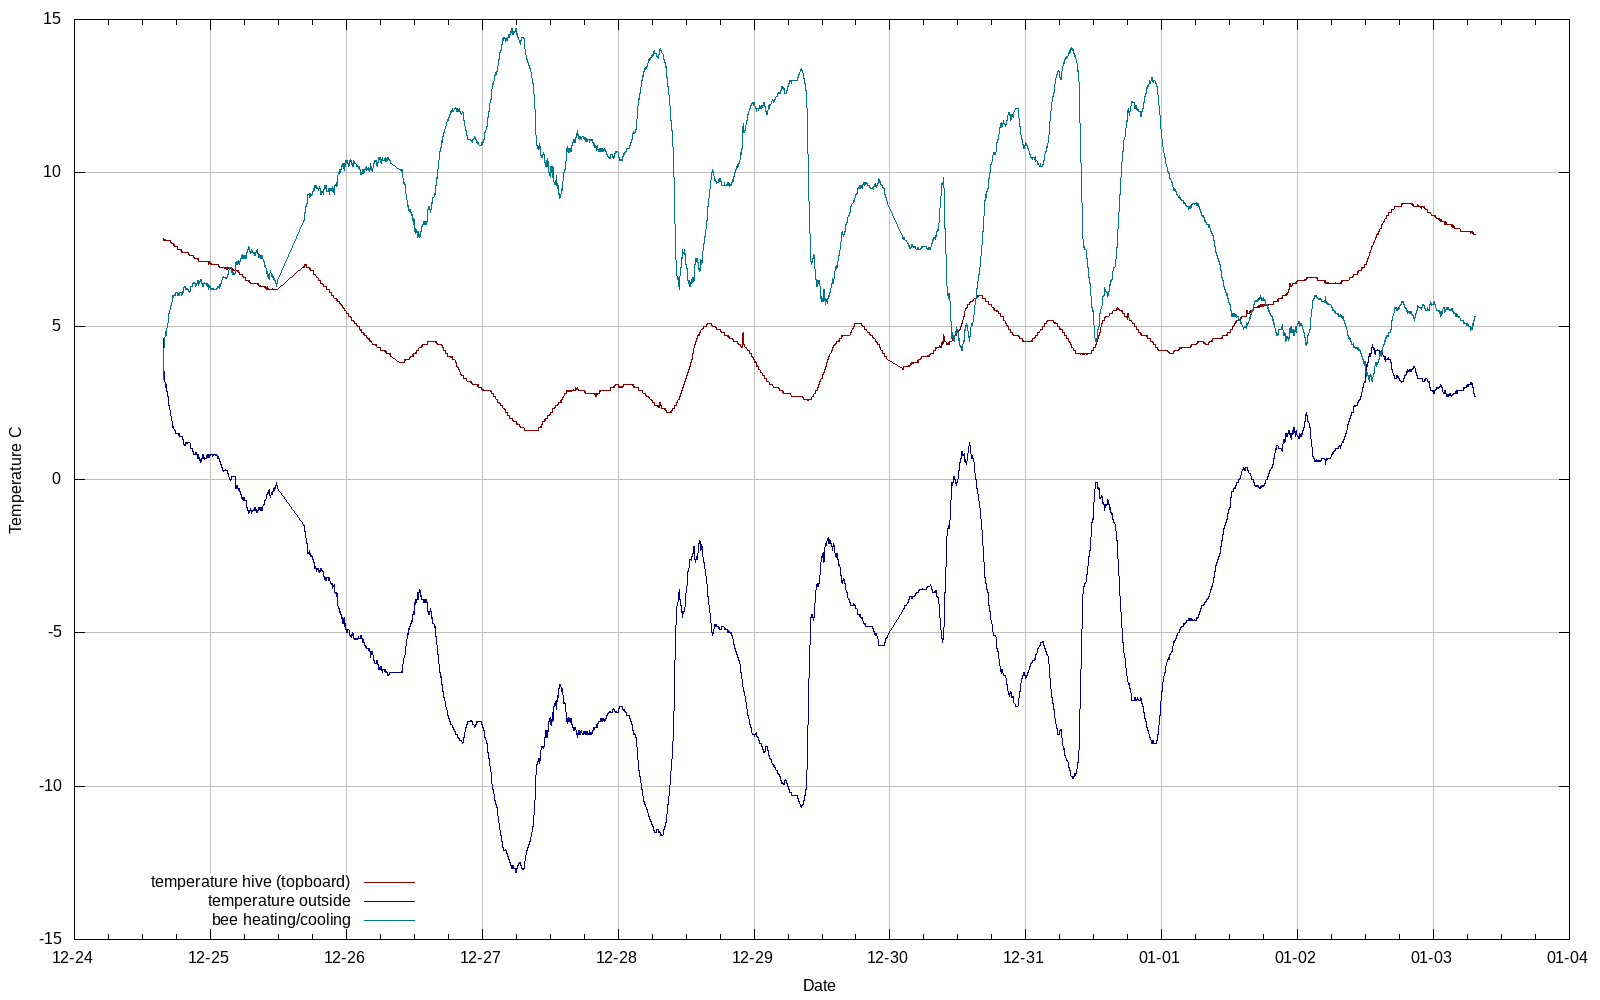 15
10
5
0
-5
-10
-15
Temperature C
temperature hive (topboard)
temperature outside
bee heating/cooling
12-24 12-25 12-26 12-27 12-28 12-29 12-30 12-31 01-01 01-02 01-03 01-04
Date